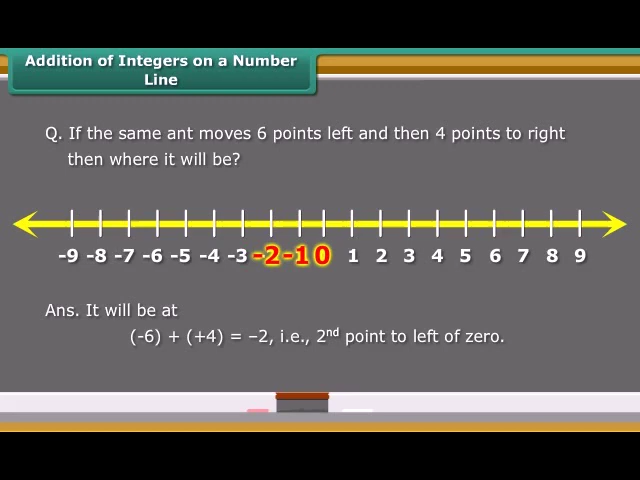 Addition of Integers on a Number
Line
Q. If the same ant moves 6 points left and then 4 points to right
then where it will be?
-9 -8 -7 -6 -5 -4 -3 -2 -1 0 1 2 3 4 5 6 7 8 9
Ans. It will be at
(-6) + (+4) = –2, i.e., 2nd point to left of zero.